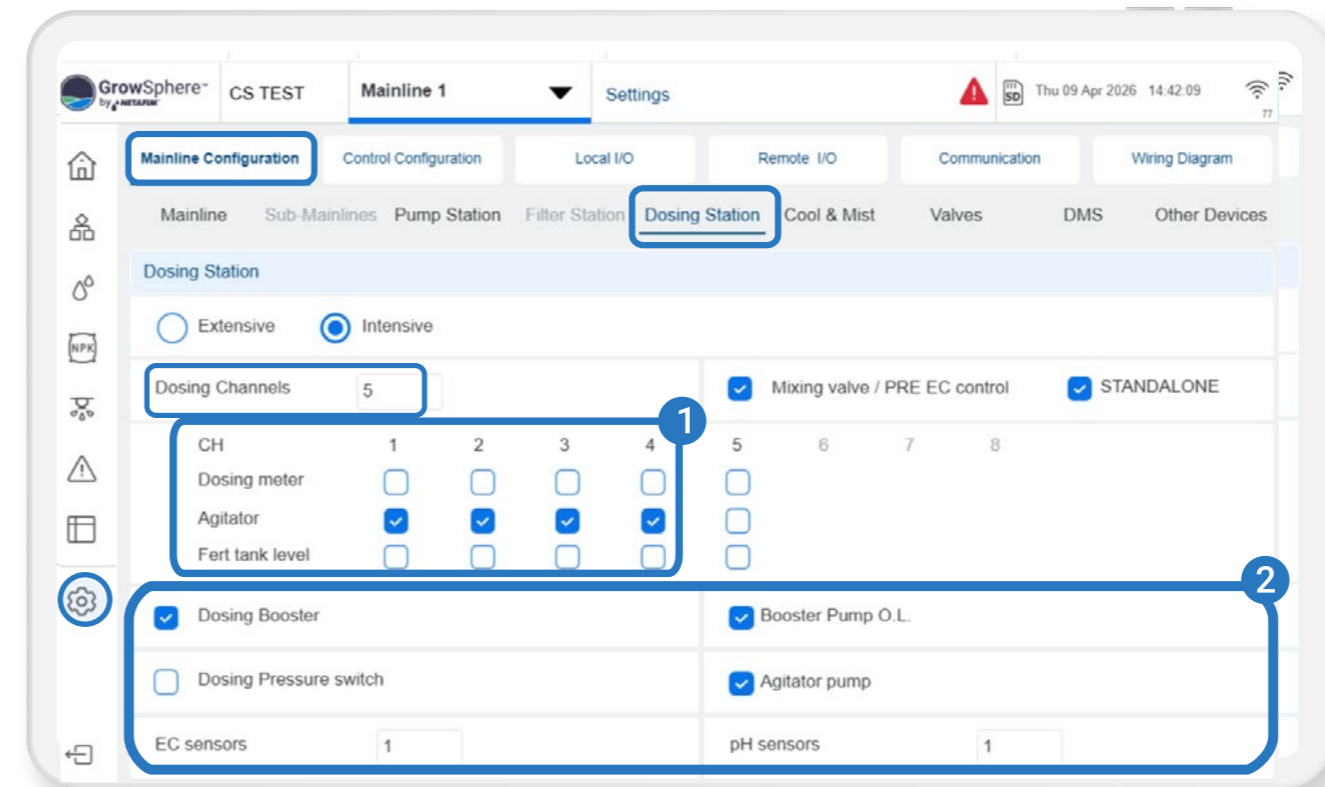 GrowSphere™ by NETAFIM CS TEST Mainline 1 Settings SD Thu 09 Apr 2026 14:42:09 77
Mainline Configuration Control Configuration Local I/O Remote I/O Communication Wiring Diagram
Mainline Sub-Mainlines Pump Station Filter Station Dosing Station Cool & Mist Valves DMS Other Devices
Dosing Station
Extensive Intensive
NPK
Dosing Channels 5 Mixing valve / PRE EC control STANDALONE
1
CH 1 2 3 4 5 6 7 8
Dosing meter
Agitator
Fert tank level
2
Dosing Booster Booster Pump O.L.
Dosing Pressure switch Agitator pump
EC sensors 1 pH sensors 1